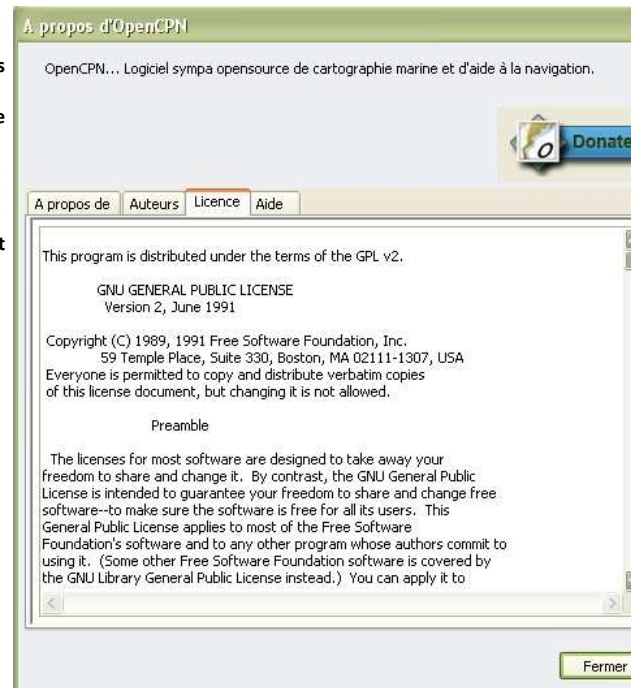 A propos d'OpenCPN
s
OpenCPN... Logiciel sympa opensource de cartographie marine et d'aide à la navigation.
e
Donate
A propos de Auteurs Licence Aide
t
This program is distributed under the terms of the GPL v2.
GNU GENERAL PUBLIC LICENSE
Version 2, June 1991
Copyright (C) 1989, 1991 Free Software Foundation, Inc.
59 Temple Place, Suite 330, Boston, MA 02111-1307, USA
Everyone is permitted to copy and distribute verbatim copies
of this license document, but changing it is not allowed.
Preamble
The licenses for most software are designed to take away your
freedom to share and change it. By contrast, the GNU General Public
License is intended to guarantee your freedom to share and change free
software--to make sure the software is free for all its users. This
General Public License applies to most of the Free Software
Foundation's software and to any other program whose authors commit to
using it. (Some other Free Software Foundation software is covered by
the GNU Library General Public License instead.) You can apply it to
Fermer